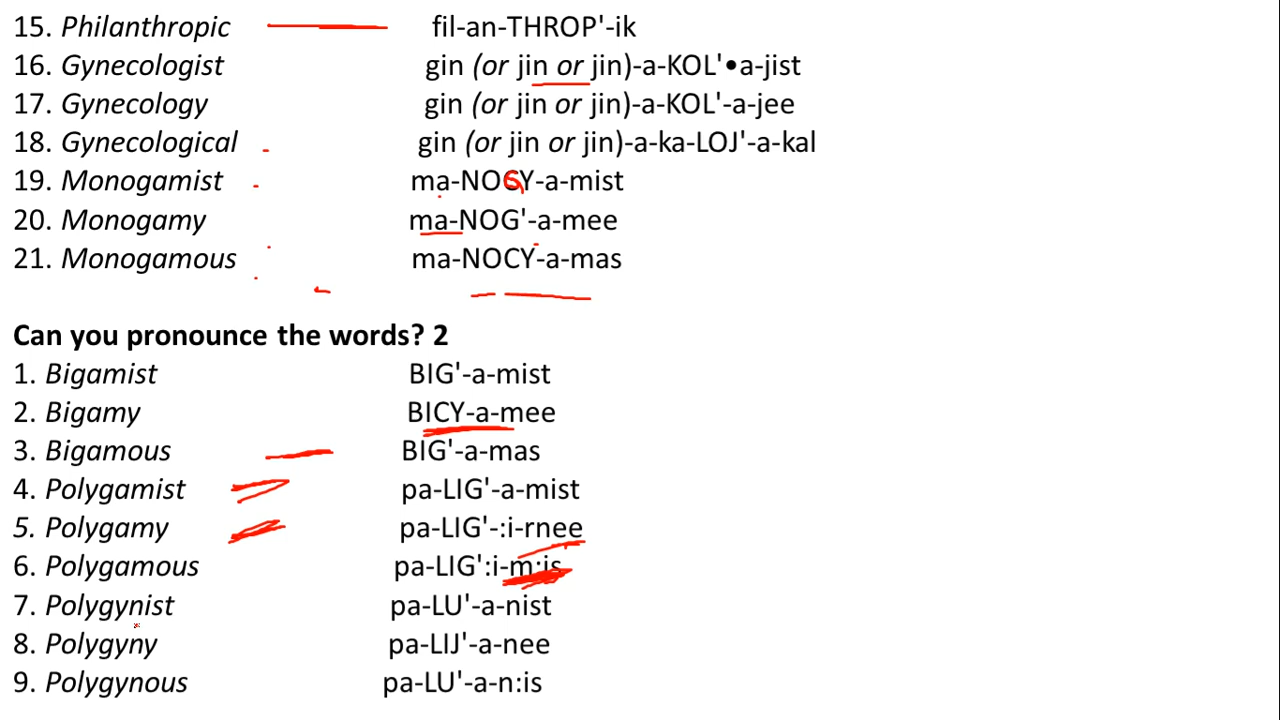 15. Philanthropic fil-an-THROP'-ik
16. Gynecologist gin (or jin or jin)-a-KOL'•a-jist
17. Gynecology gin (or jin or jin)-a-KOL'-a-jee
18. Gynecological gin (or jin or jin)-a-ka-LOJ'-a-kal
19. Monogamist ma-NOCY-a-mist
20. Monogamy ma-NOG'-a-mee
21. Monogamous ma-NOCY-a-mas
Can you pronounce the words? 2
1. Bigamist BIG'-a-mist
2. Bigamy BICY-a-mee
3. Bigamous BIG'-a-mas
4. Polygamist pa-LIG'-a-mist
5. Polygamy pa-LIG'-:i-rnee
6. Polygamous pa-LIG':i-m:is
7. Polygynist pa-LU'-a-nist
8. Polygyny pa-LIJ'-a-nee
9. Polygynous pa-LU'-a-n:is